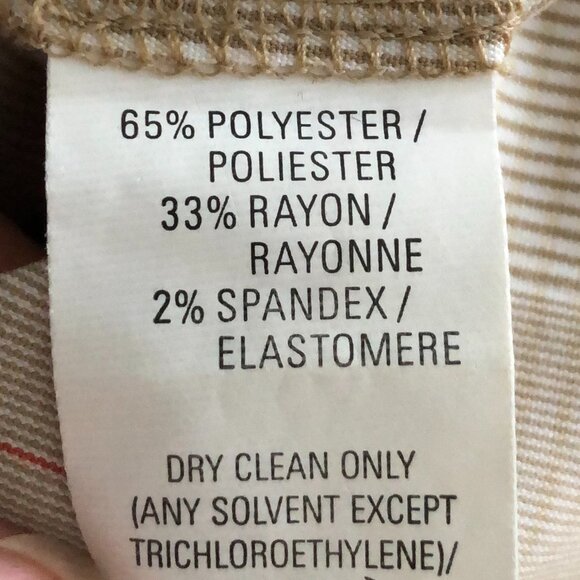 65% POLYESTER /
POLIESTER
33% RAYON /
RAYONNE
2% SPANDEX /
ELASTOMERE
DRY CLEAN ONLY
(ANY SOLVENT EXCEPT
TRICHLOROETHYLENE)/